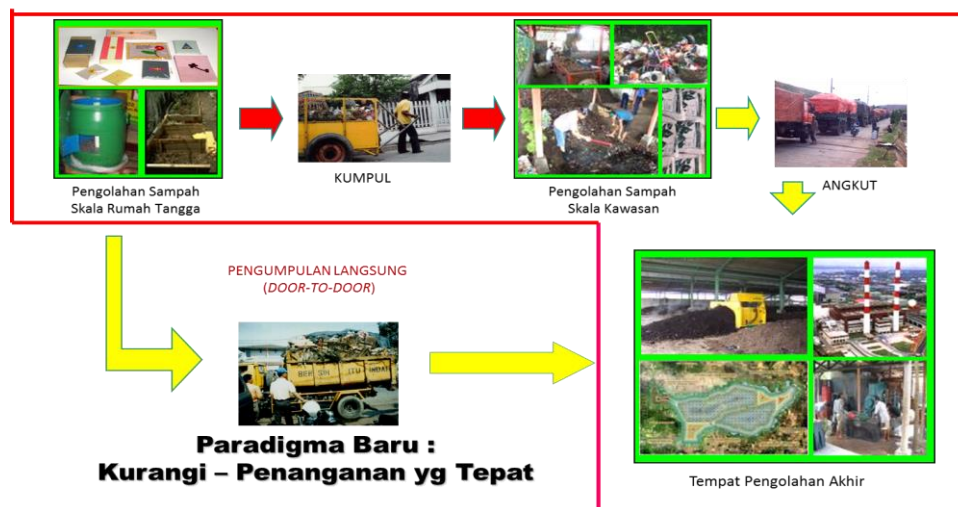 Pengolahan Sampah
Skala Rumah Tangga
KUMPUL
Pengolahan Sampah
Skala Kawasan
ANGKUT
PENGUMPULAN LANGSUNG
(DOOR-TO-DOOR)
Paradigma Baru :
Kurangi – Penanganan yg Tepat
Tempat Pengolahan Akhir